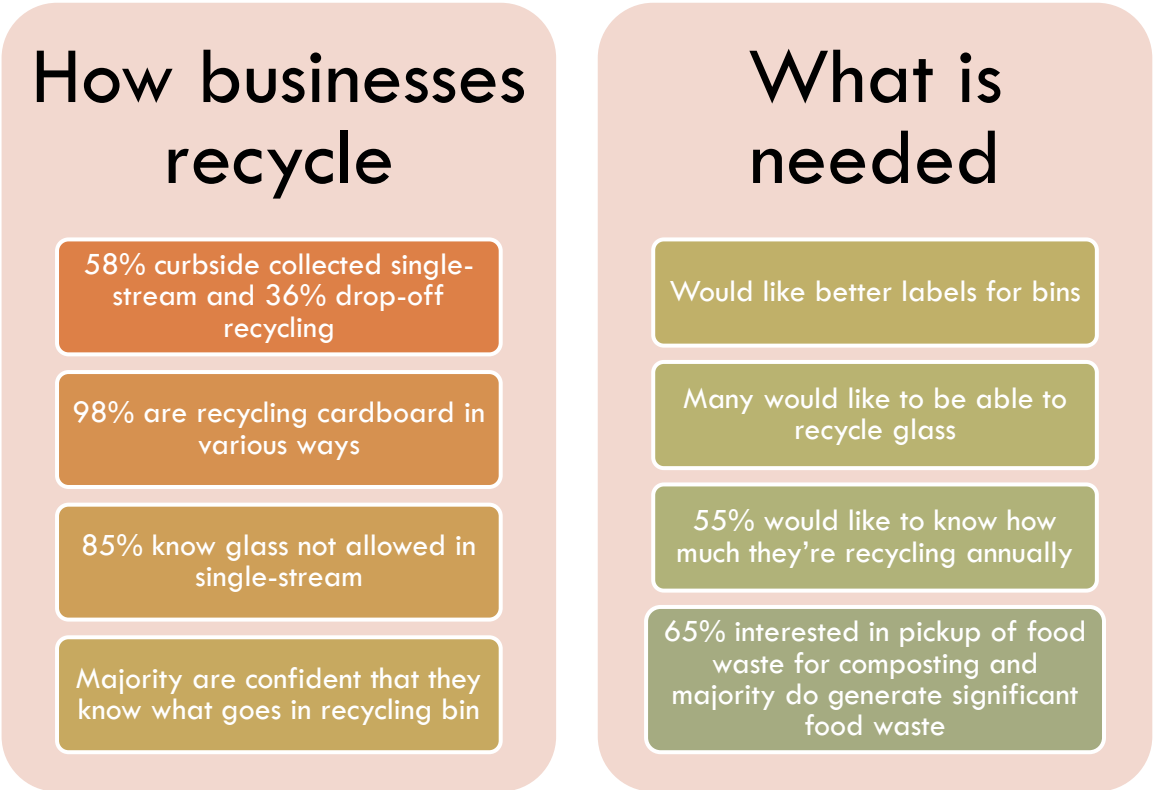 How businesses
recycle
58% curbside collected single-
stream and 36% drop-off
recycling
98% are recycling cardboard in
various ways
85% know glass not allowed in
single-stream
Majority are confident that they
know what goes in recycling bin
What is
needed
Would like better labels for bins
Many would like to be able to
recycle glass
55% would like to know how
much they’re recycling annually
65% interested in pickup of food
waste for composting and
majority do generate significant
food waste